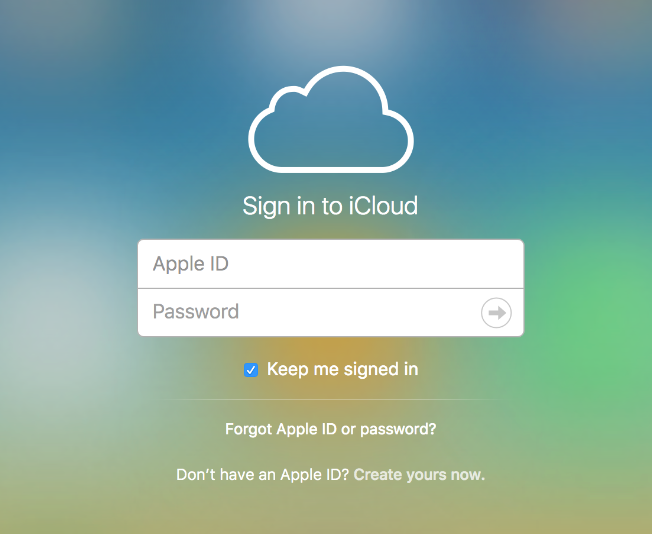 Sign in to iCloud
Apple ID
Password
Keep me signed in
Forgot Apple ID or password?
Don’t have an Apple ID? Create yours now.